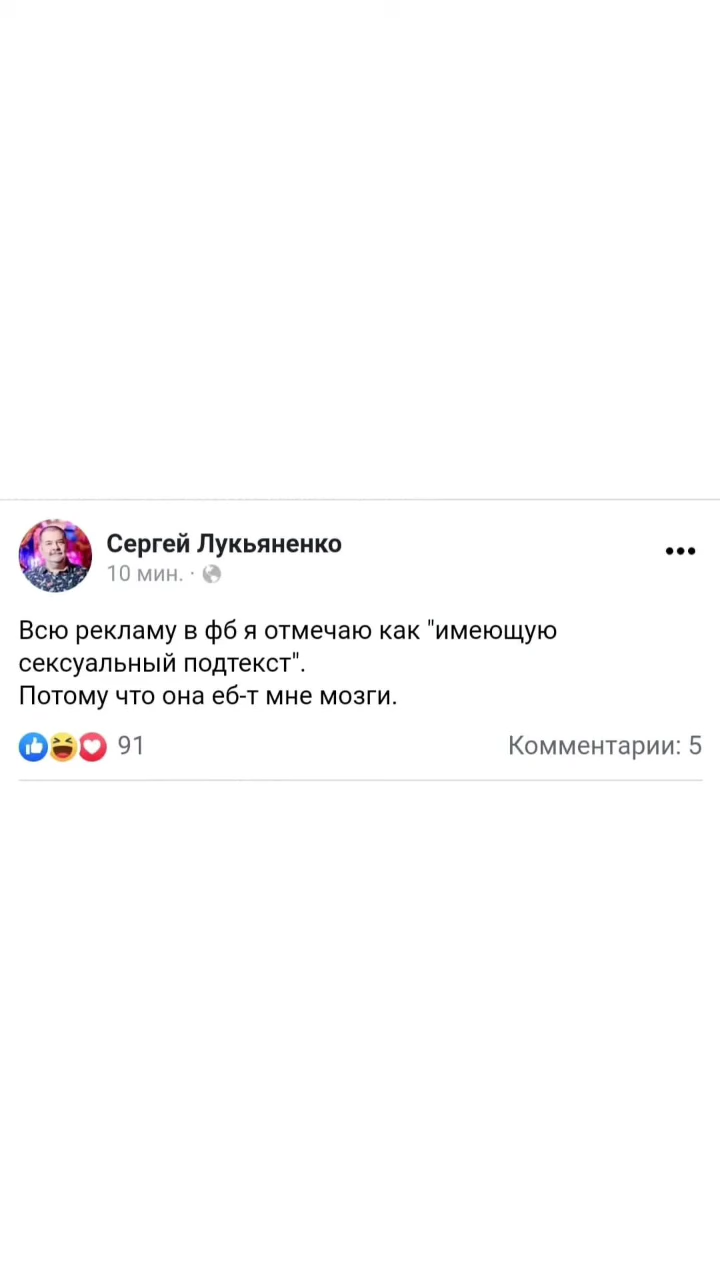 Сергей Лукьяненко
10 мин. ·
Всю рекламу в фб я отмечаю как "имеющую
сексуальный подтекст".
Потому что она еб-т мне мозги.
91 Комментарии: 5